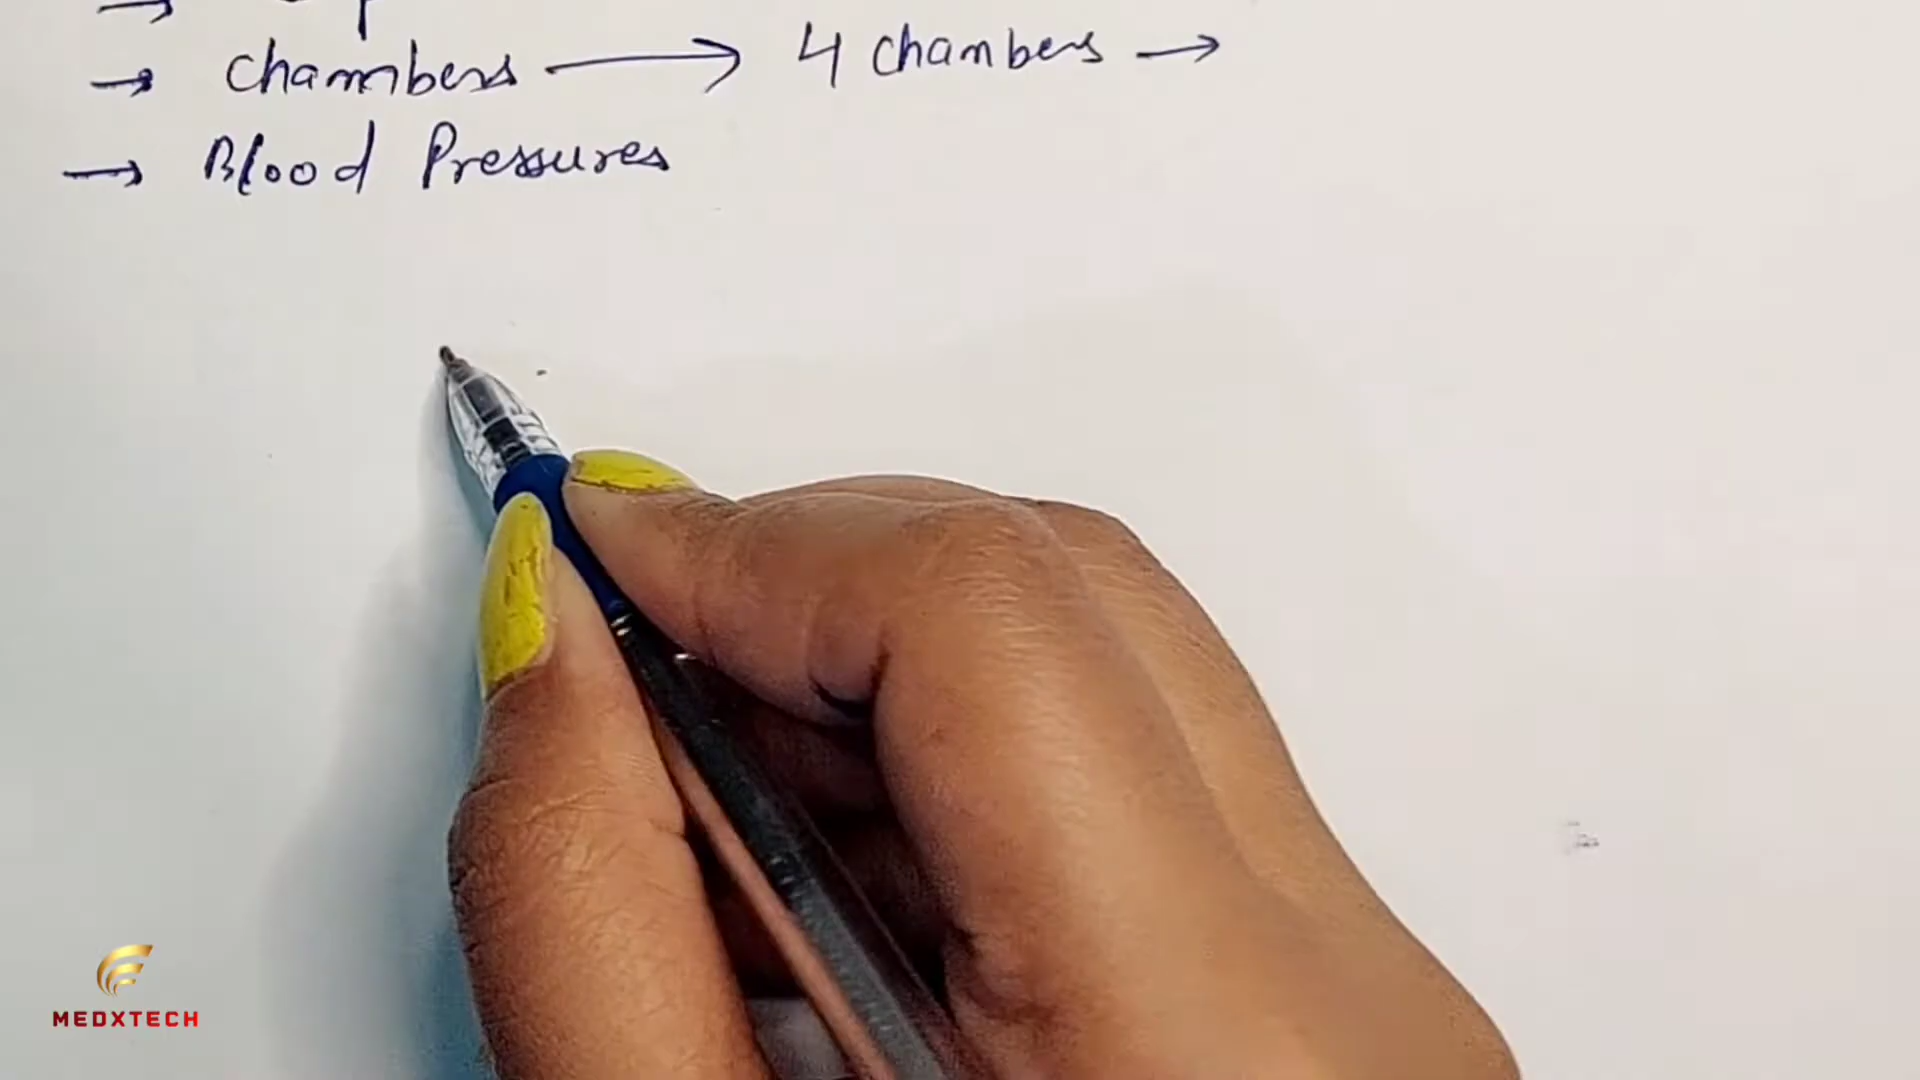 → chambers → 4 chambers →
→ Blood Pressures
MEDXTECH